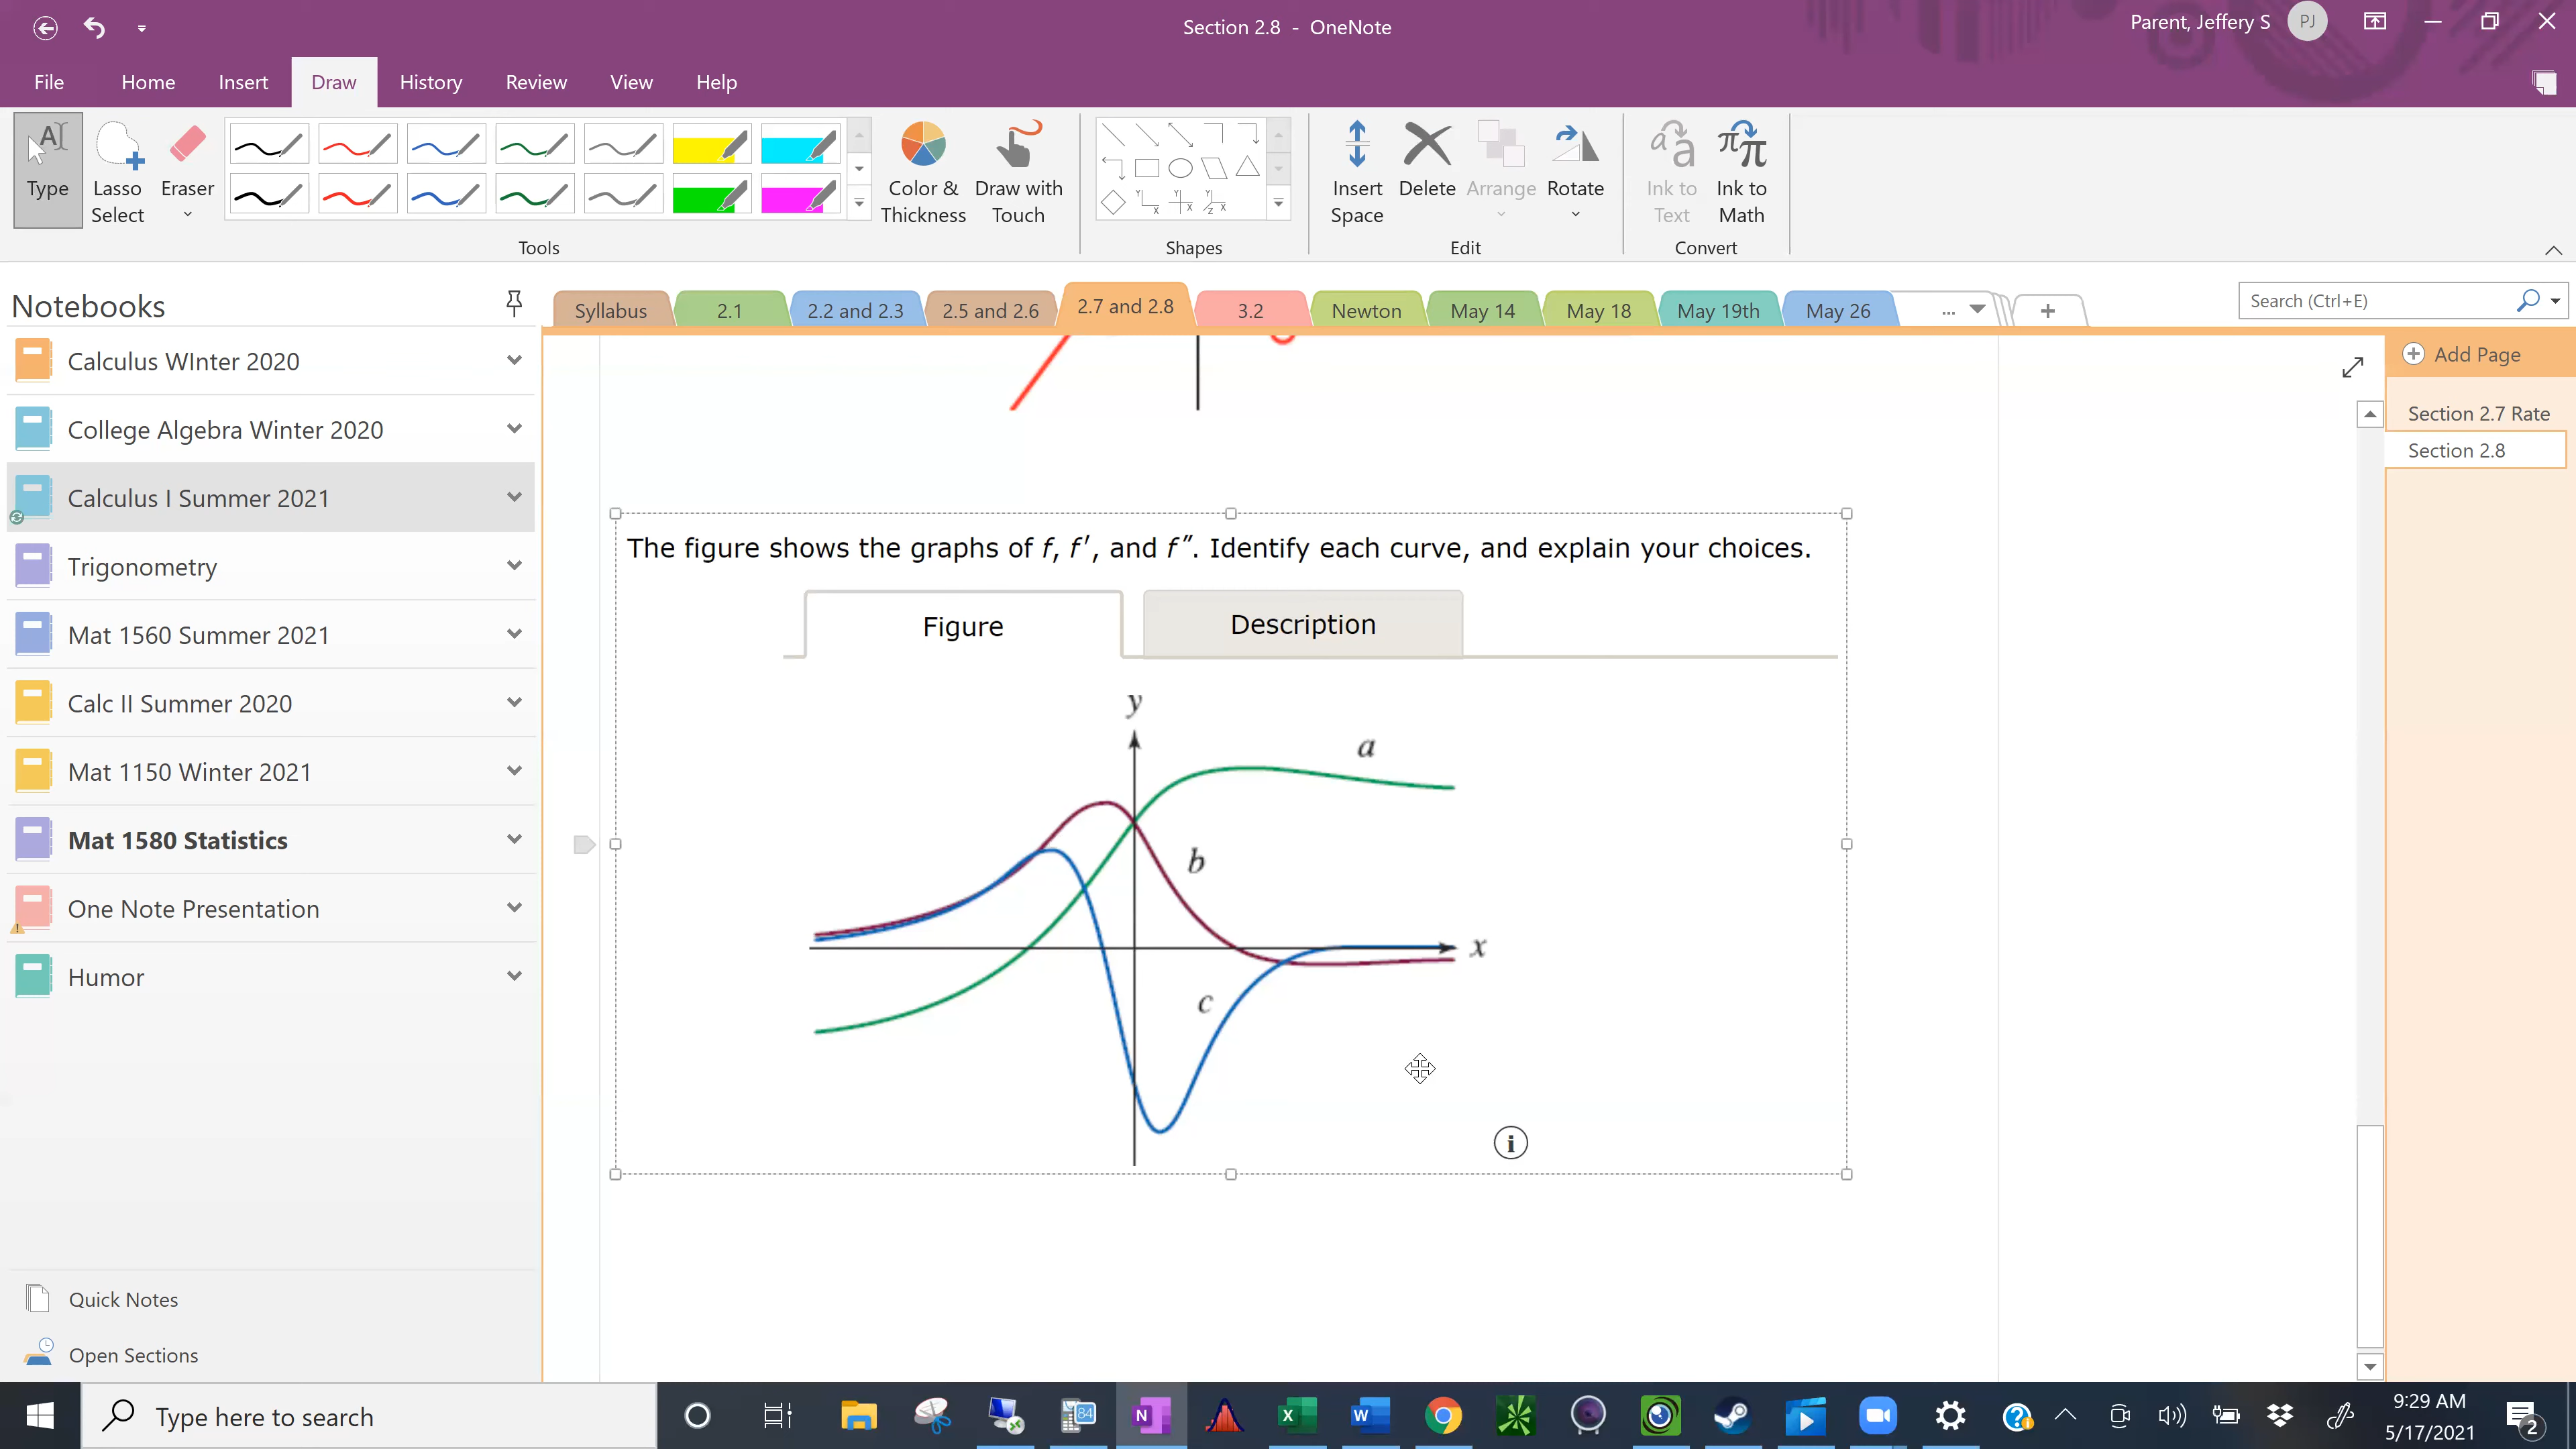 Section 2.8 - OneNote
Parent, Jeffery S
PJ
File Home Insert Draw History Review View Help
Type
Lasso Select
Eraser
Color & Thickness
Draw with Touch
Insert Space
Delete
Arrange
Rotate
Ink to Text
Ink to Math
Tools
Shapes
Edit
Convert
Notebooks
Syllabus 2.1 2.2 and 2.3 2.5 and 2.6 2.7 and 2.8 3.2 Newton May 14 May 18 May 19th May 26 ... +
Search (Ctrl+E)
Calculus WInter 2020
College Algebra Winter 2020
Calculus I Summer 2021
Trigonometry
Mat 1560 Summer 2021
Calc II Summer 2020
Mat 1150 Winter 2021
Mat 1580 Statistics
One Note Presentation
Humor
Quick Notes
Open Sections
Add Page
Section 2.7 Rate
Section 2.8
The figure shows the graphs of f, f′, and f″. Identify each curve, and explain your choices.
Figure
Description
y
a
b
x
c
i
Type here to search
84
N
X
W
9:29 AM
5/17/2021
2